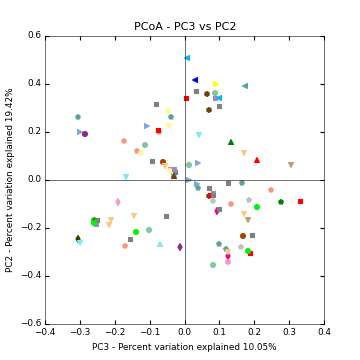 PCoA - PC3 vs PC2
0.6
0.4
0.2
0.0
−0.2
−0.4
−0.6
PC2 - Percent variation explained 19.42%
−0.4 −0.3 −0.2 −0.1 0.0 0.1 0.2 0.3 0.4
PC3 - Percent variation explained 10.05%